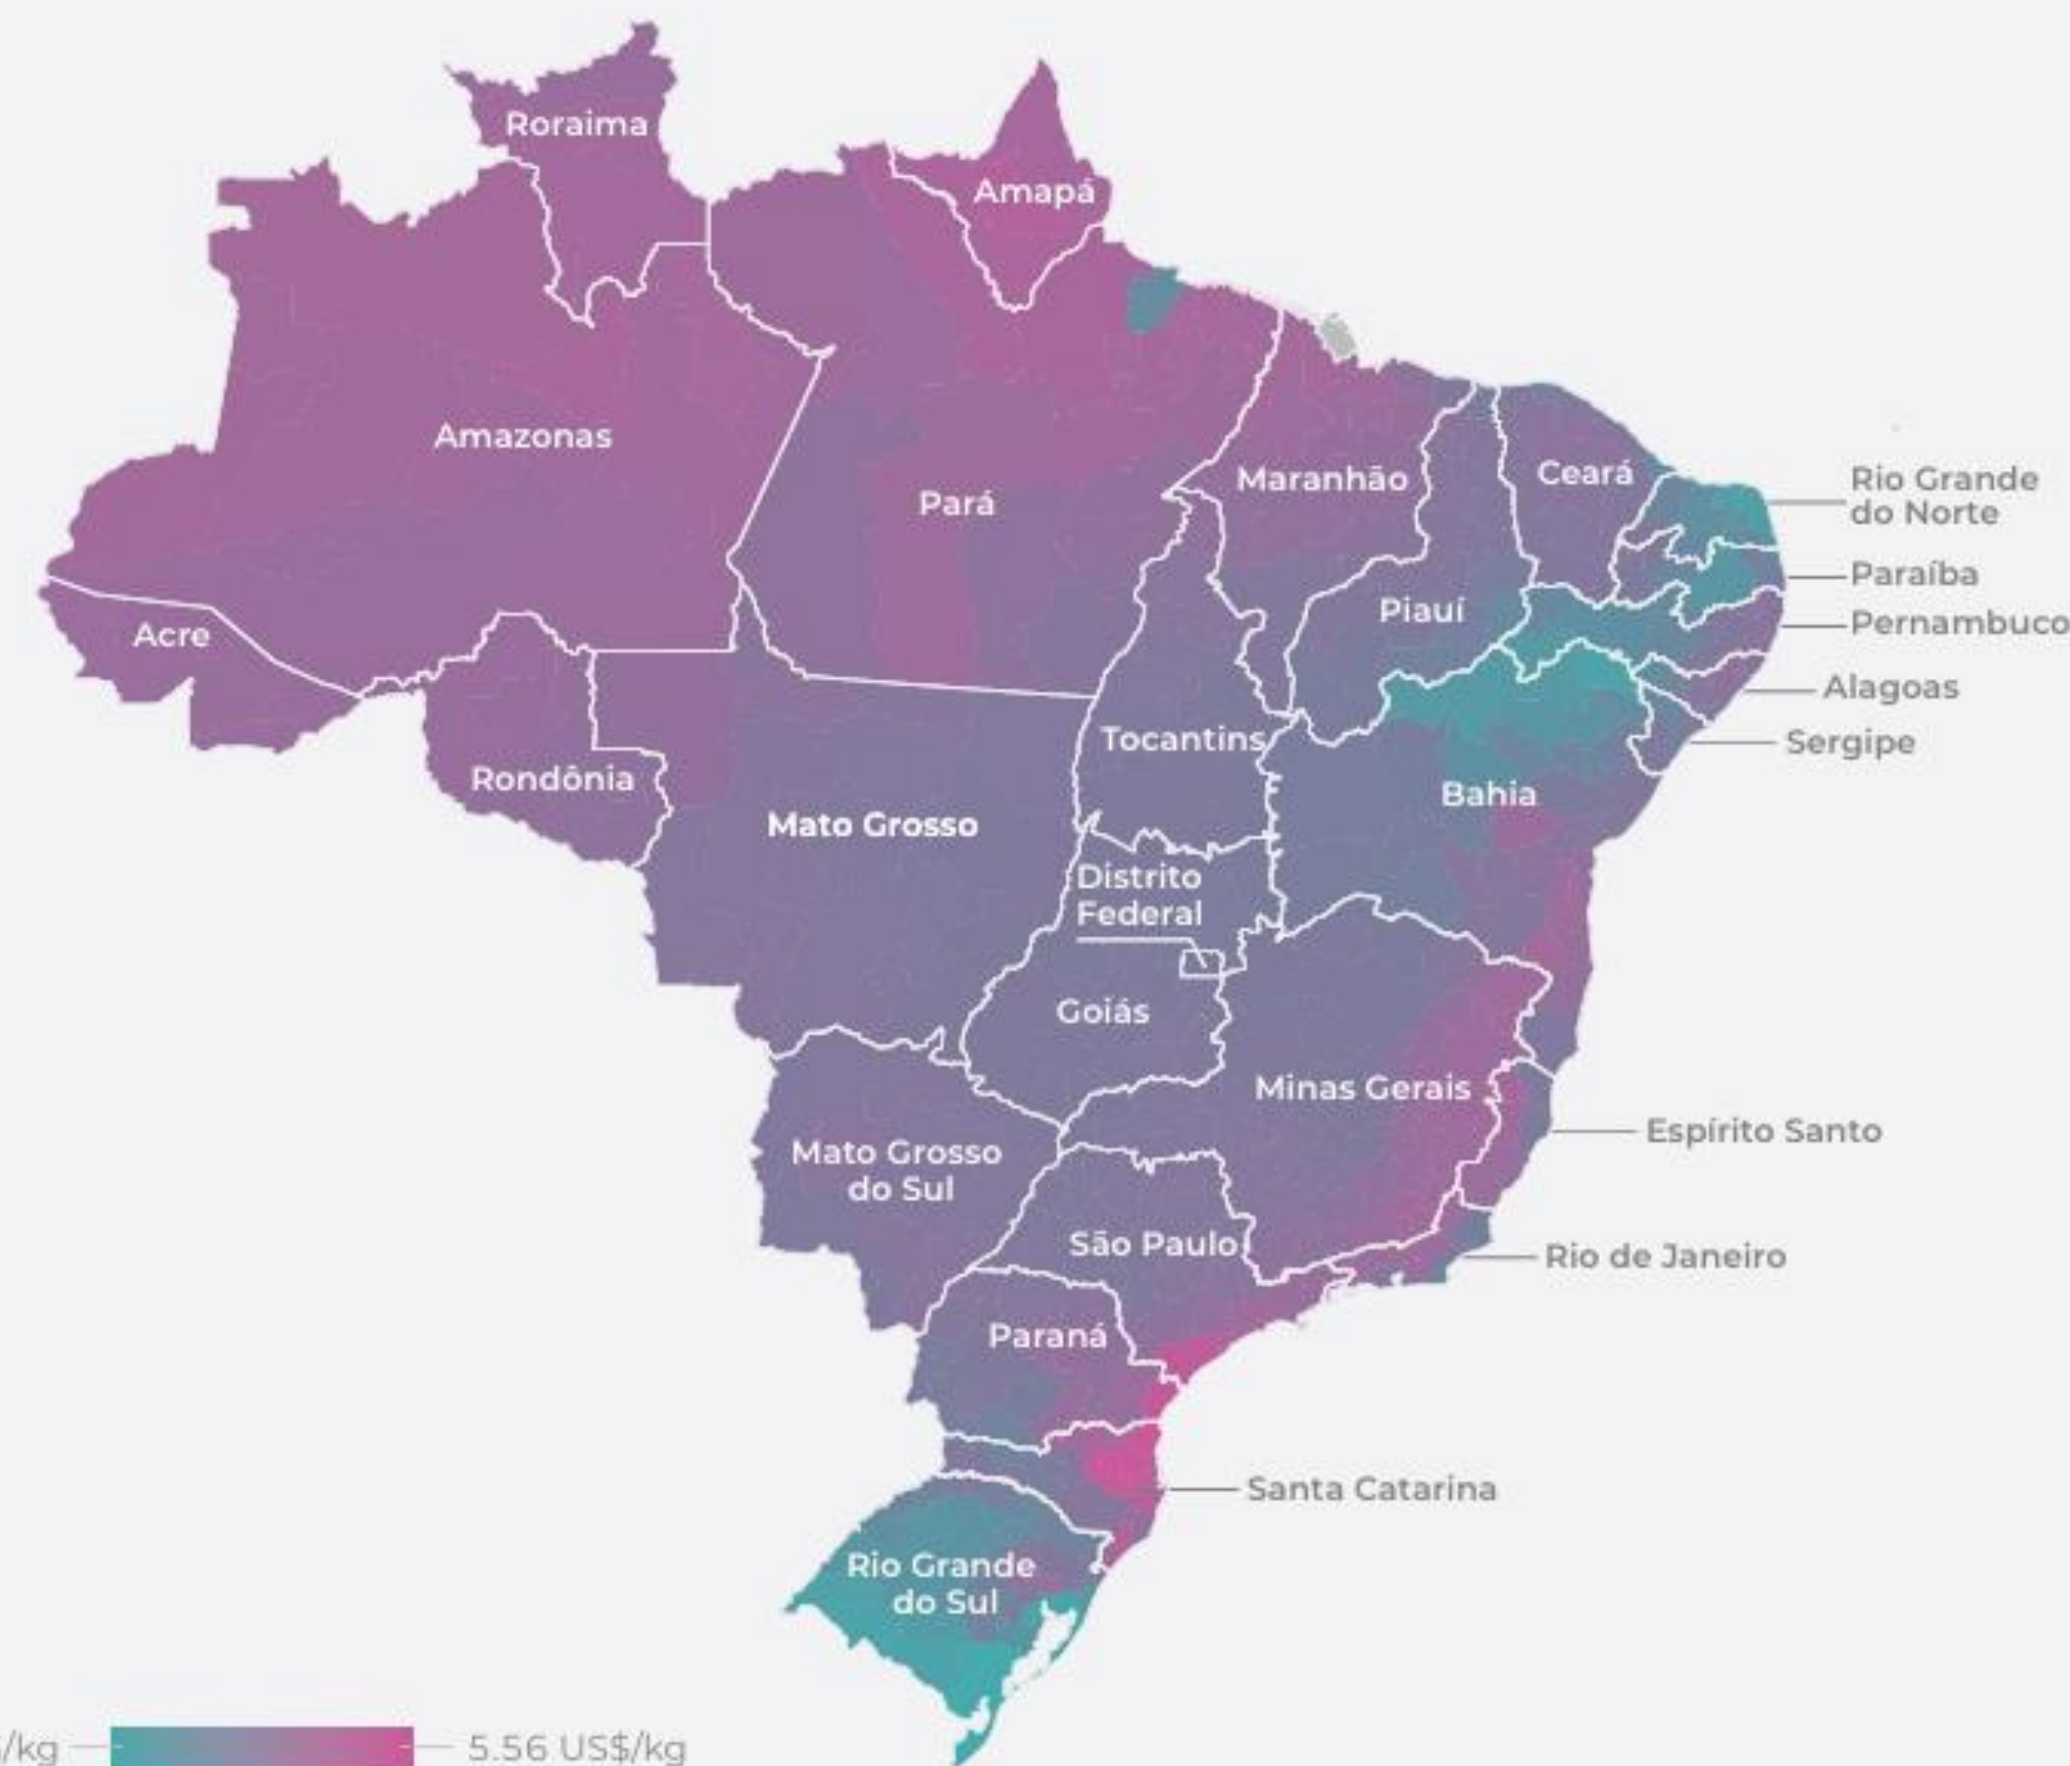 Roraima
Amapá
Amazonas
Pará
Maranhão
Ceará
Rio Grande
do Norte
Paraíba
Piauí
Pernambuco
Acre
Alagoas
Tocantins
Sergipe
Rondônia
Bahia
Mato Grosso
Distrito
Federal
Goiás
Minas Gerais
Espírito Santo
Mato Grosso
do Sul
São Paulo
Rio de Janeiro
Paraná
Santa Catarina
Rio Grande
do Sul
/kg
5.56 US$/kg